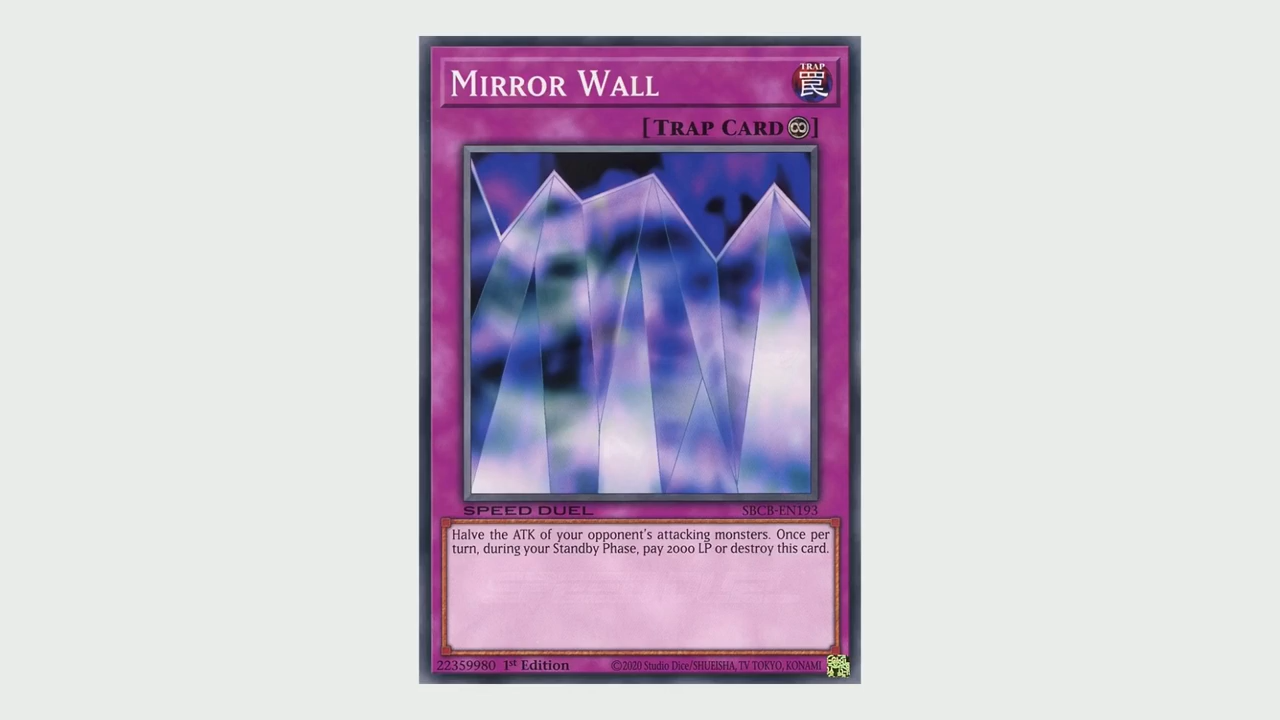 MIRROR WALL
TRAP
罠
[TRAP CARD♾]
SPEED DUEL
SBCB-EN193
Halve the ATK of your opponent's attacking monsters. Once per
turn, during your Standby Phase, pay 2000 LP or destroy this card.
22359980 1st Edition
©2020 Studio Dice/SHUEISHA, TV TOKYO, KONAMI